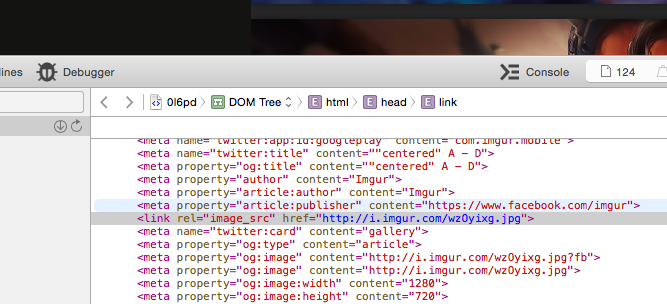 lines Debugger Console 124
0l6pd DOM Tree E html E head E link
<meta name="twitter:app:id:googleplay" content="com.imgur.mobile">
<meta name="twitter:title" content=""centered" A – D">
<meta property="og:title" content=""centered" A – D">
<meta property="author" content="Imgur">
<meta property="article:author" content="Imgur">
<meta property="article:publisher" content="https://www.facebook.com/imgur">
<link rel="image_src" href="http://i.imgur.com/wzOyixg.jpg">
<meta name="twitter:card" content="gallery">
<meta property="og:type" content="article">
<meta property="og:image" content="http://i.imgur.com/wzOyixg.jpg?fb">
<meta property="og:image" content="http://i.imgur.com/wzOyixg.jpg">
<meta property="og:image:width" content="1280">
<meta property="og:image:height" content="720">